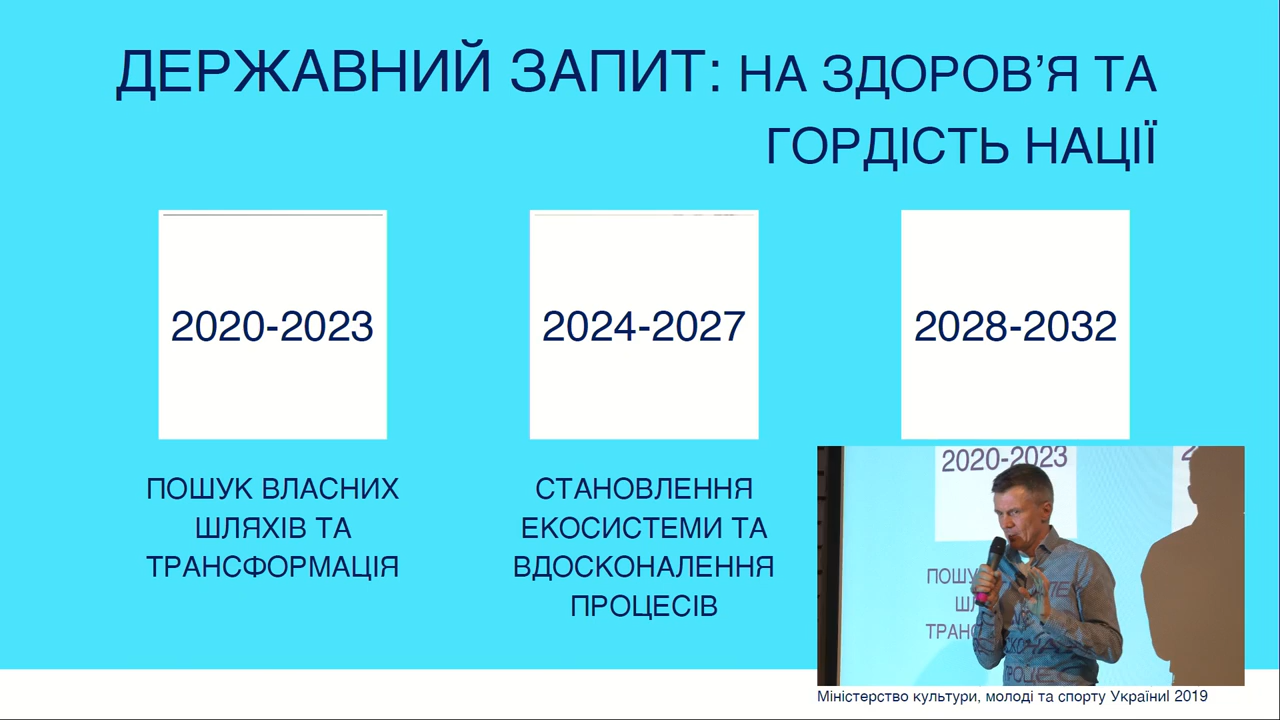 ДЕРЖАВНИЙ ЗАПИТ: НА ЗДОРОВ’Я ТА
ГОРДІСТЬ НАЦІЇ
2020-2023
2024-2027
2028-2032
ПОШУК ВЛАСНИХ
ШЛЯХІВ ТА
ТРАНСФОРМАЦІЯ
СТАНОВЛЕННЯ
ЕКОСИСТЕМИ ТА
ВДОСКОНАЛЕННЯ
ПРОЦЕСІВ
2020-2023
Міністерство культури, молоді та спорту УкраїниІ 2019